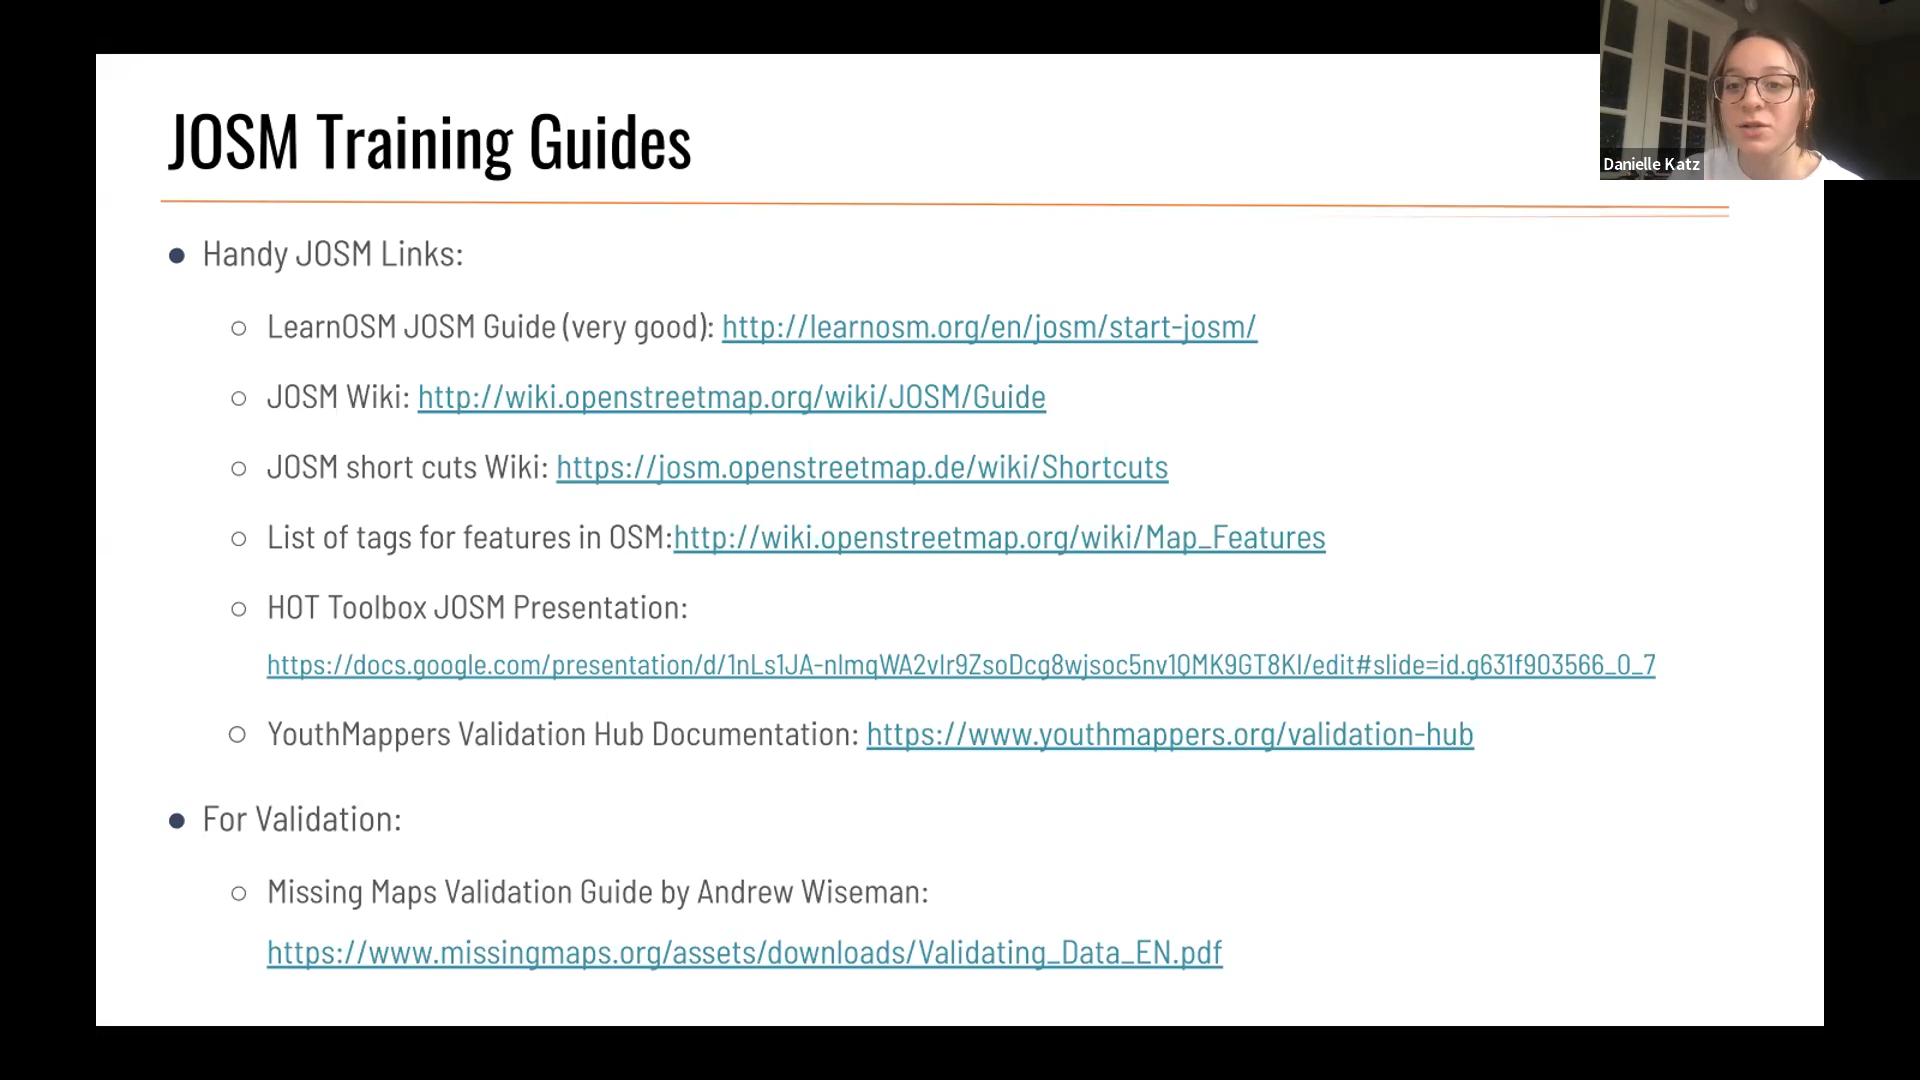 JOSM Training Guides
Danielle Katz
● Handy JOSM Links:
○ LearnOSM JOSM Guide (very good): http://learnosm.org/en/josm/start-josm/
○ JOSM Wiki: http://wiki.openstreetmap.org/wiki/JOSM/Guide
○ JOSM short cuts Wiki: https://josm.openstreetmap.de/wiki/Shortcuts
○ List of tags for features in OSM:http://wiki.openstreetmap.org/wiki/Map_Features
○ HOT Toolbox JOSM Presentation:
https://docs.google.com/presentation/d/1nLs1JA-nlmqWA2vIr9ZsoDcg8wjsoc5nv1QMK9GT8KI/edit#slide=id.g631f903566_0_7
○ YouthMappers Validation Hub Documentation: https://www.youthmappers.org/validation-hub
● For Validation:
○ Missing Maps Validation Guide by Andrew Wiseman:
https://www.missingmaps.org/assets/downloads/Validating_Data_EN.pdf